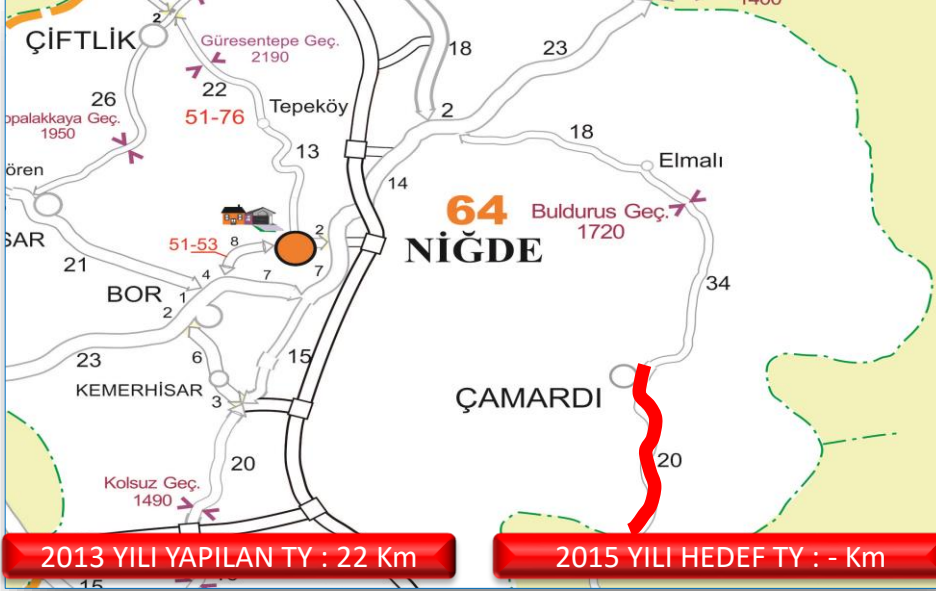 1400
2
ÇİFTLİK
Güresentepe Geç.
2190
18
23
26
22
51-76
Tepeköy
2
opalakkaya Geç.
1950
18
13
Elmalı
ören
14
64
NİĞDE
Buldurus Geç.
1720
SAR
51-53
8
2
21
4
7
7
BOR
1
2
34
23
6
15
KEMERHİSAR
3
ÇAMARDI
20
20
Kolsuz Geç.
1490
2013 YILI YAPILAN TY : 22 Km
2015 YILI HEDEF TY : - Km
15